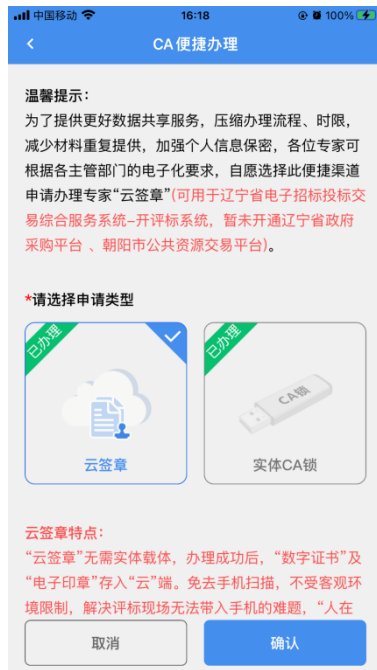 中国移动 16:18 100%
CA便捷办理
温馨提示：
为了提供更好数据共享服务，压缩办理流程、时限，
减少材料重复提供，加强个人信息保密，各位专家可
根据各主管部门的电子化要求，自愿选择此便捷渠道
申请办理专家“云签章”(可用于辽宁省电子招标投标交
易综合服务系统-开评标系统，暂未开通辽宁省政府
采购平台 、朝阳市公共资源交易平台)。
*请选择申请类型
已办理
云签章
已办理
CA锁
实体CA锁
云签章特点：
“云签章”无需实体载体，办理成功后，“数字证书”及
“电子印章”存入“云”端。免去手机扫描，不受客观环
境限制，解决评标现场无法带入手机的难题，“人在
取消
确认